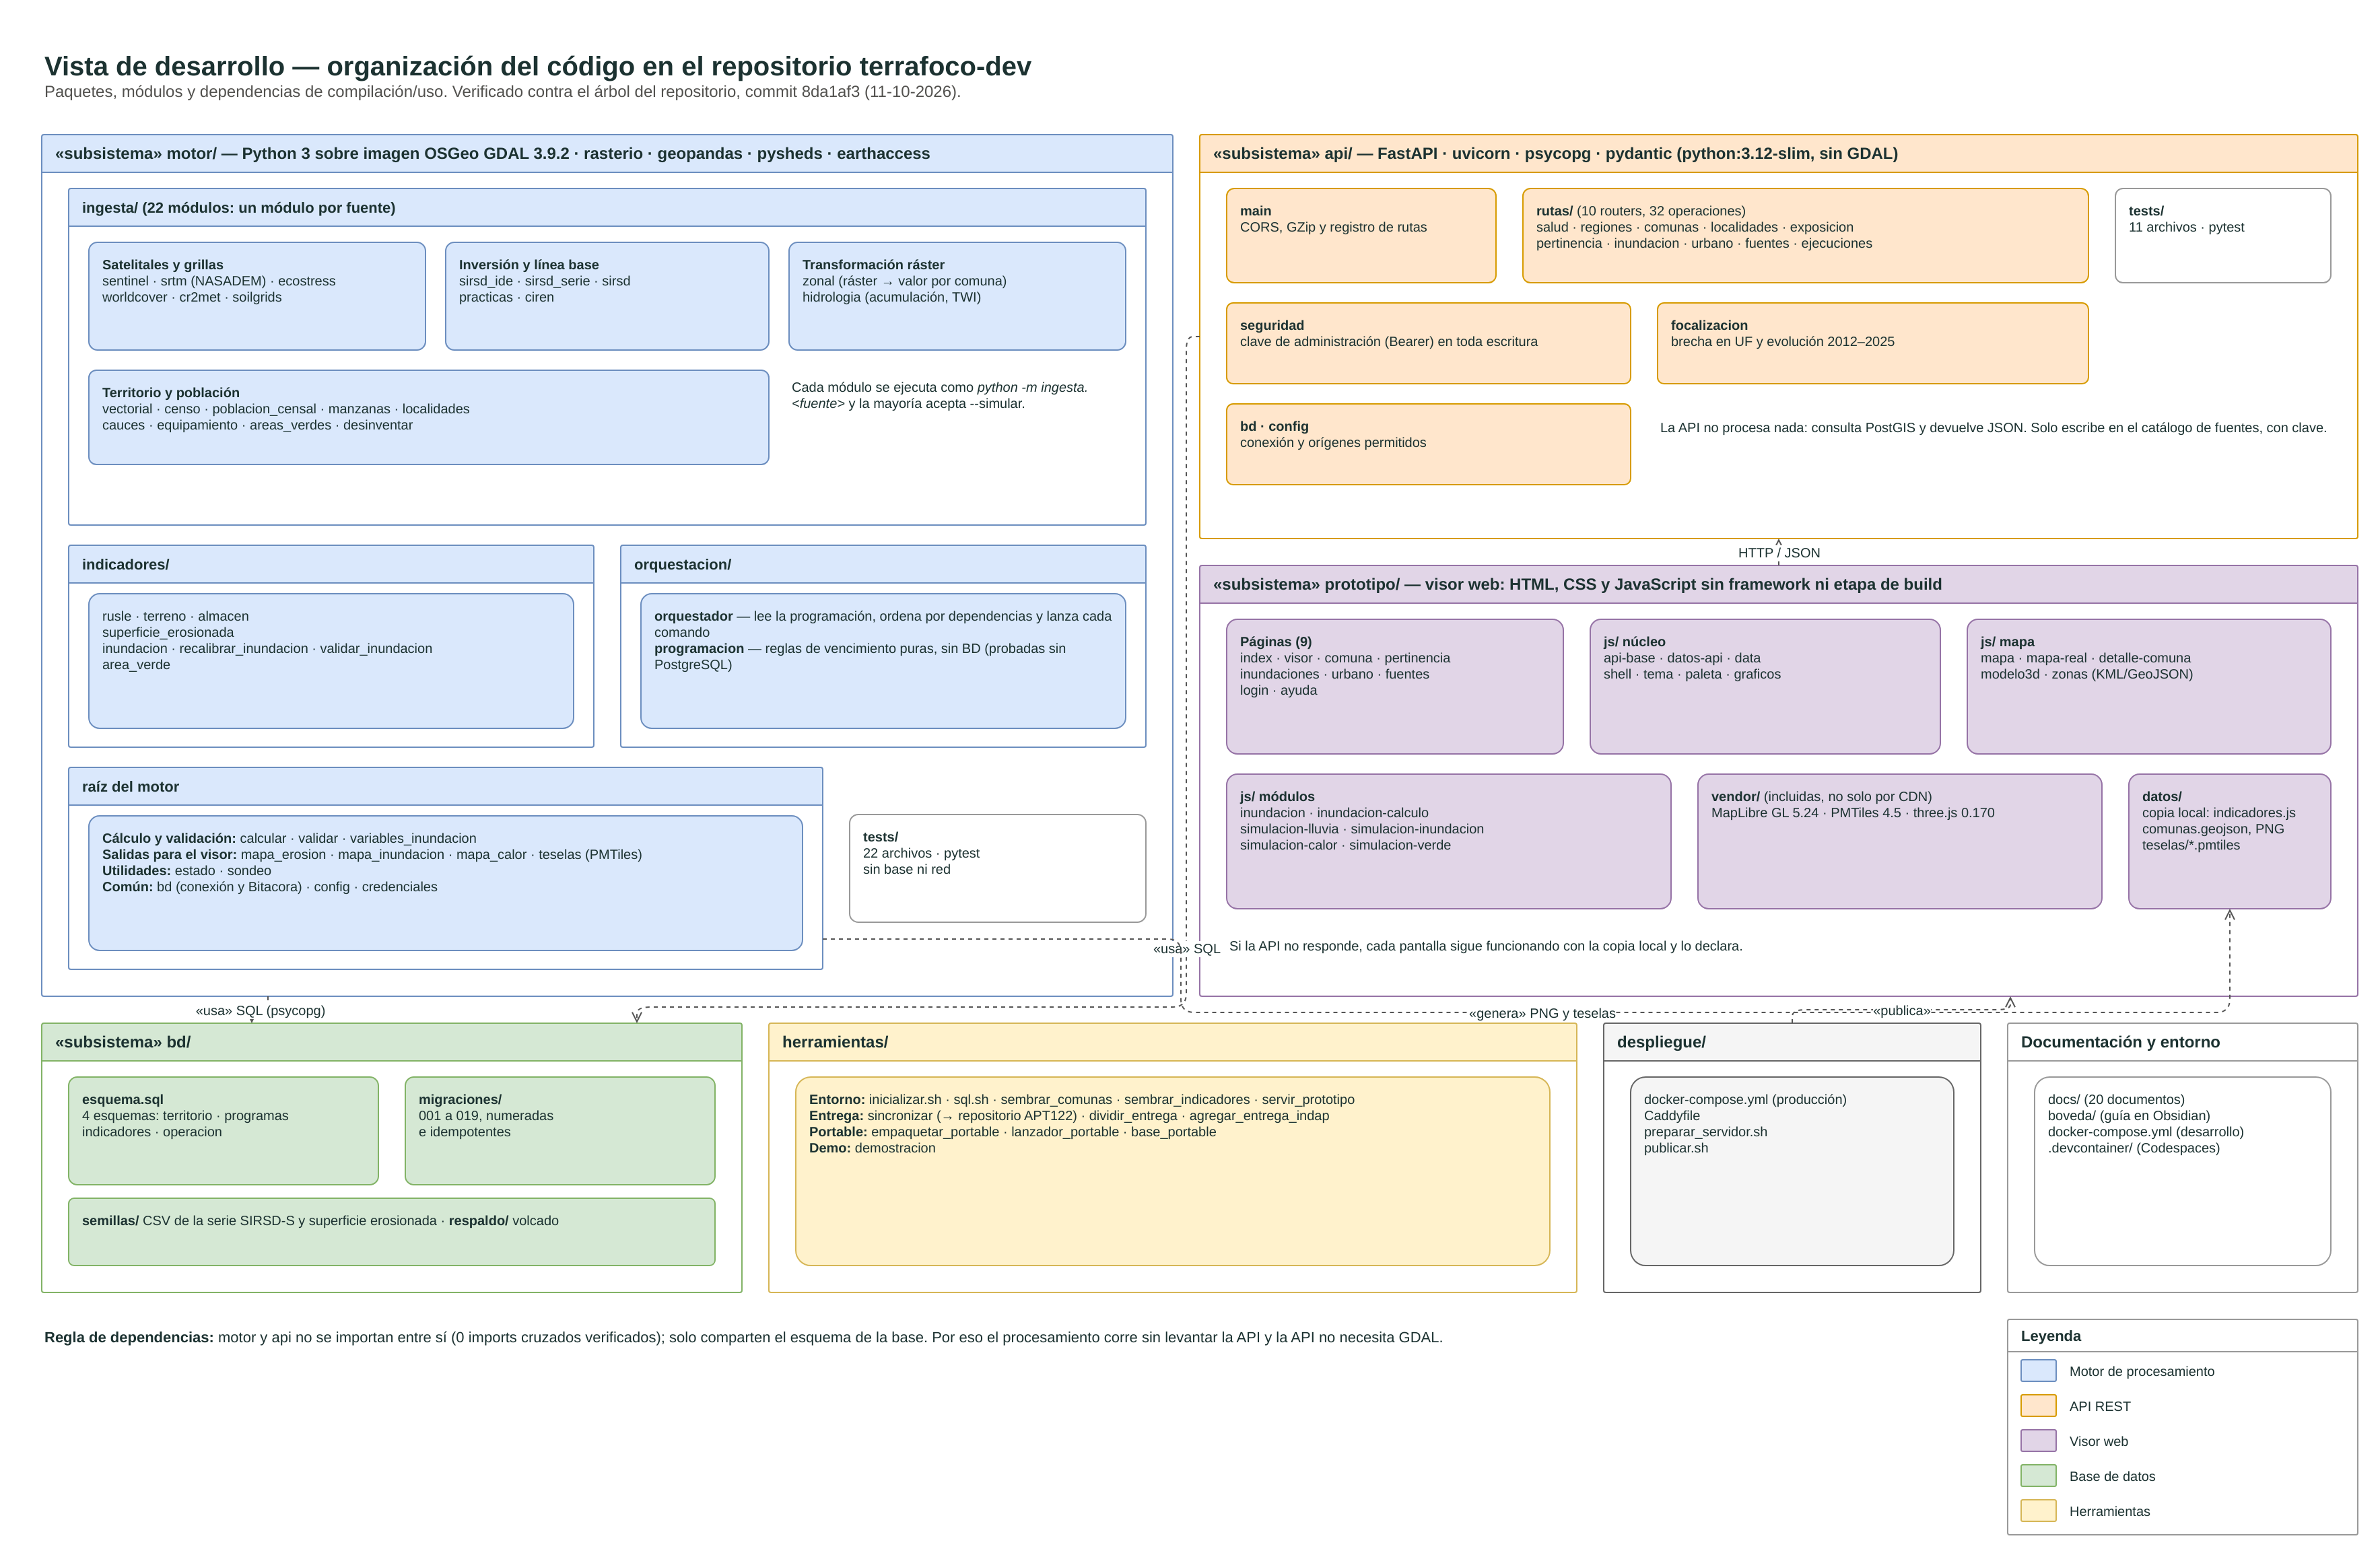 Vista de desarrollo — organización del código en el repositorio terrafoco-dev
Paquetes, módulos y dependencias de compilación/uso. Verificado contra el árbol del repositorio, commit 8da1af3 (11-10-2026).
«subsistema» motor/ — Python 3 sobre imagen OSGeo GDAL 3.9.2 · rasterio · geopandas · pysheds · earthaccess
ingesta/ (22 módulos: un módulo por fuente)
Satelitales y grillas
sentinel · srtm (NASADEM) · ecostress
worldcover · cr2met · soilgrids
Inversión y línea base
sirsd_ide · sirsd_serie · sirsd
practicas · ciren
Transformación ráster
zonal (ráster → valor por comuna)
hidrologia (acumulación, TWI)
Territorio y población
vectorial · censo · poblacion_censal · manzanas · localidades
cauces · equipamiento · areas_verdes · desinventar
Cada módulo se ejecuta como python -m ingesta.
<fuente> y la mayoría acepta --simular.
indicadores/
rusle · terreno · almacen
superficie_erosionada
inundacion · recalibrar_inundacion · validar_inundacion
area_verde
orquestacion/
orquestador — lee la programación, ordena por dependencias y lanza cada
comando
programacion — reglas de vencimiento puras, sin BD (probadas sin
PostgreSQL)
raíz del motor
Cálculo y validación: calcular · validar · variables_inundacion
Salidas para el visor: mapa_erosion · mapa_inundacion · mapa_calor · teselas (PMTiles)
Utilidades: estado · sondeo
Común: bd (conexión y Bitacora) · config · credenciales
tests/
22 archivos · pytest
sin base ni red
«subsistema» api/ — FastAPI · uvicorn · psycopg · pydantic (python:3.12-slim, sin GDAL)
main
CORS, GZip y registro de rutas
rutas/ (10 routers, 32 operaciones)
salud · regiones · comunas · localidades · exposicion
pertinencia · inundacion · urbano · fuentes · ejecuciones
tests/
11 archivos · pytest
seguridad
clave de administración (Bearer) en toda escritura
focalizacion
brecha en UF y evolución 2012–2025
bd · config
conexión y orígenes permitidos
La API no procesa nada: consulta PostGIS y devuelve JSON. Solo escribe en el catálogo de fuentes, con clave.
HTTP / JSON
«subsistema» prototipo/ — visor web: HTML, CSS y JavaScript sin framework ni etapa de build
Páginas (9)
index · visor · comuna · pertinencia
inundaciones · urbano · fuentes
login · ayuda
js/ núcleo
api-base · datos-api · data
shell · tema · paleta · graficos
js/ mapa
mapa · mapa-real · detalle-comuna
modelo3d · zonas (KML/GeoJSON)
js/ módulos
inundacion · inundacion-calculo
simulacion-lluvia · simulacion-inundacion
simulacion-calor · simulacion-verde
vendor/ (incluidas, no solo por CDN)
MapLibre GL 5.24 · PMTiles 4.5 · three.js 0.170
datos/
copia local: indicadores.js
comunas.geojson, PNG
teselas/*.pmtiles
«usa» SQL
Si la API no responde, cada pantalla sigue funcionando con la copia local y lo declara.
«usa» SQL (psycopg)
«genera» PNG y teselas
«publica»
«subsistema» bd/
esquema.sql
4 esquemas: territorio · programas
indicadores · operacion
migraciones/
001 a 019, numeradas
e idempotentes
semillas/ CSV de la serie SIRSD-S y superficie erosionada · respaldo/ volcado
herramientas/
Entorno: inicializar.sh · sql.sh · sembrar_comunas · sembrar_indicadores · servir_prototipo
Entrega: sincronizar (→ repositorio APT122) · dividir_entrega · agregar_entrega_indap
Portable: empaquetar_portable · lanzador_portable · base_portable
Demo: demostracion
despliegue/
docker-compose.yml (producción)
Caddyfile
preparar_servidor.sh
publicar.sh
Documentación y entorno
docs/ (20 documentos)
boveda/ (guía en Obsidian)
docker-compose.yml (desarrollo)
.devcontainer/ (Codespaces)
Regla de dependencias: motor y api no se importan entre sí (0 imports cruzados verificados); solo comparten el esquema de la base. Por eso el procesamiento corre sin levantar la API y la API no necesita GDAL.
Leyenda
Motor de procesamiento
API REST
Visor web
Base de datos
Herramientas